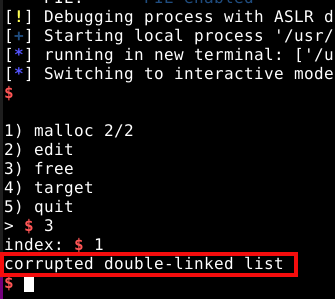 [!] Debugging process with ASLR d
[+] Starting local process '/usr/
[*] running in new terminal: ['/u
[*] Switching to interactive mode
$
1) malloc 2/2
2) edit
3) free
4) target
5) quit
> $ 3
index: $ 1
corrupted double-linked list
$